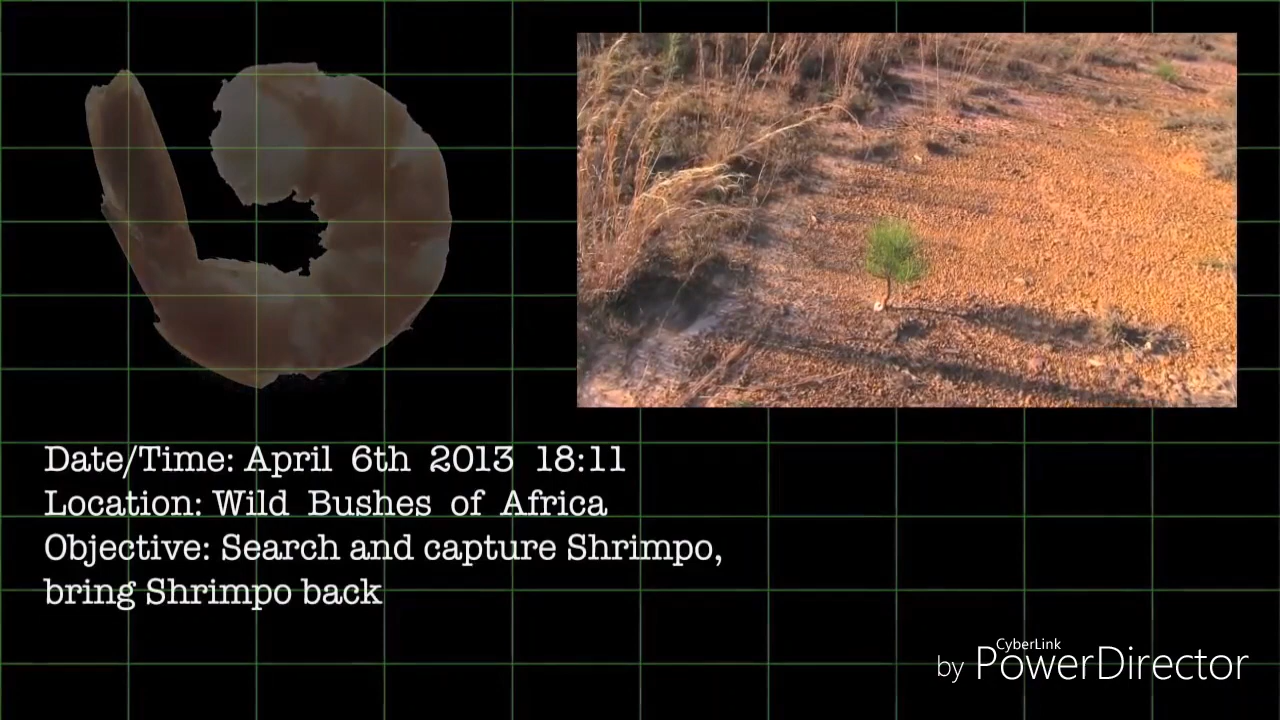 Date/Time: April 6th 2013 18:11
Location: Wild Bushes of Africa
Objective: Search and capture Shrimpo,
bring Shrimpo back
CyberLink
by PowerDirector